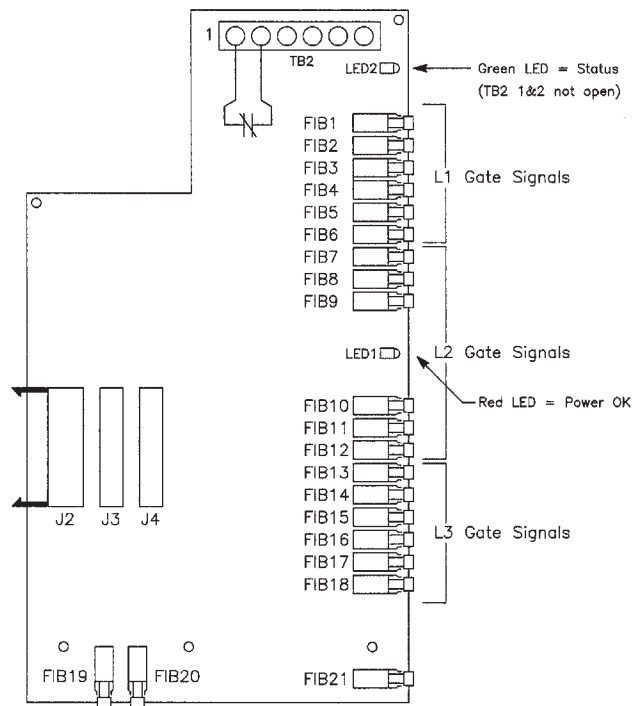 1
TB2
LED2
Green LED = Status
(TB2 1&2 not open)
FIB1
FIB2
FIB3
FIB4
FIB5
FIB6
L1 Gate Signals
FIB7
FIB8
FIB9
LED1
L2 Gate Signals
Red LED = Power OK
FIB10
FIB11
FIB12
FIB13
FIB14
FIB15
FIB16
FIB17
FIB18
L3 Gate Signals
J2
J3
J4
FIB19
FIB20
FIB21